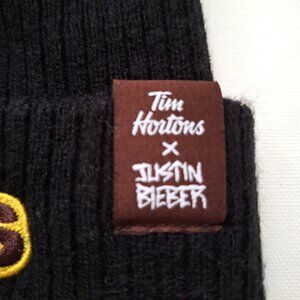 Tim
Hortons
x
JUSTIN
BIEBER